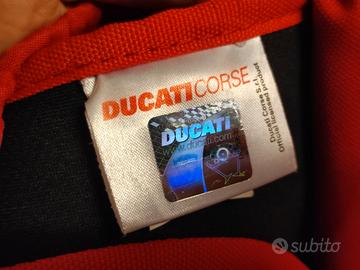 DUCATICORSE
DUCATI
www.ducati.com
Ducati Corse S.r.l.
Official licensed product
subito